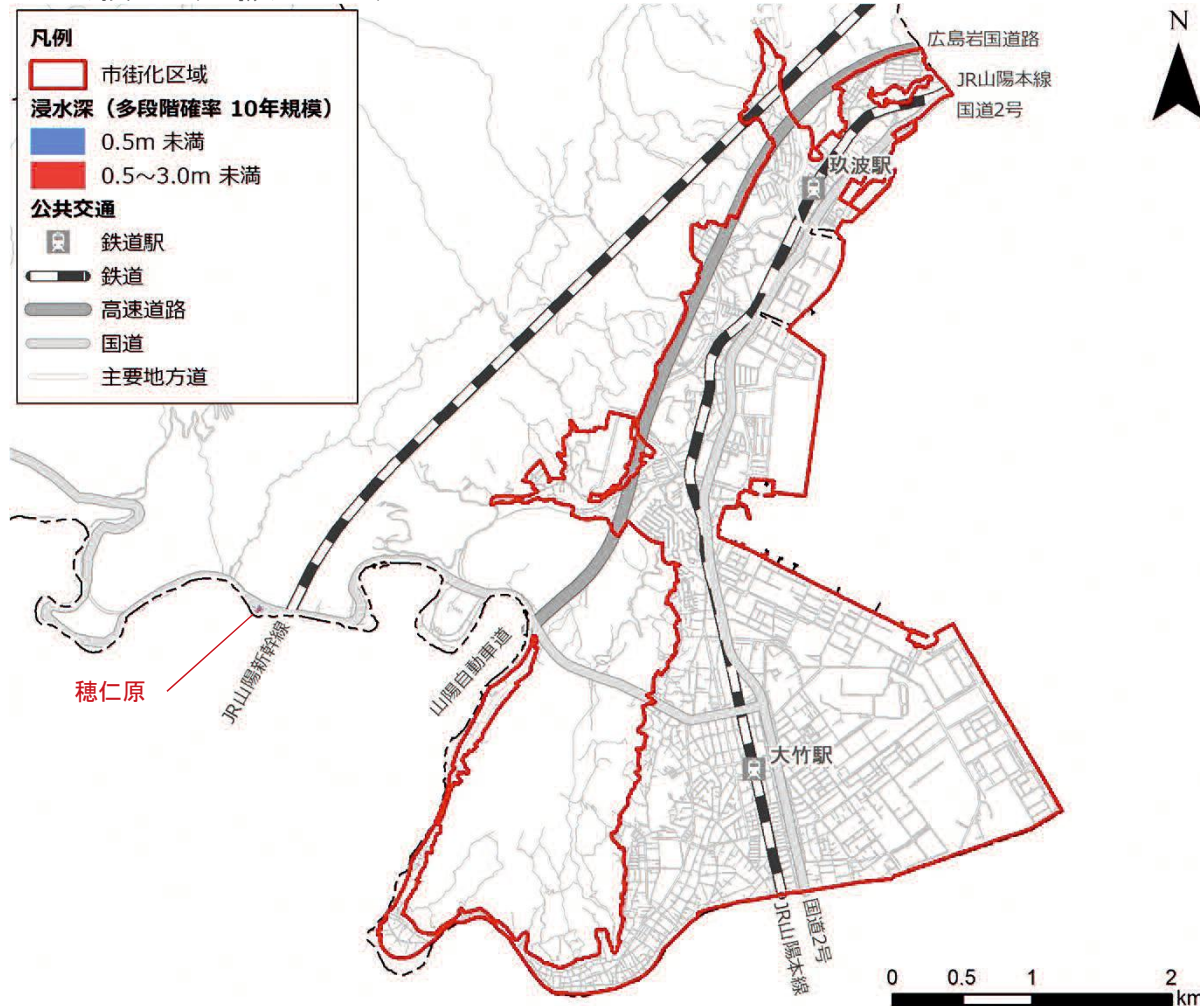 凡例
市街化区域
浸水深（多段階確率 10年規模）
0.5m 未満
0.5～3.0m 未満
公共交通
鉄道駅
鉄道
高速道路
国道
主要地方道
N
広島岩国道路
JR山陽本線
国道2号
玖波駅
穂仁原
JR山陽新幹線
山陽自動車道
大竹駅
JR山陽本線
国道2号
0 0.5 1 2
km